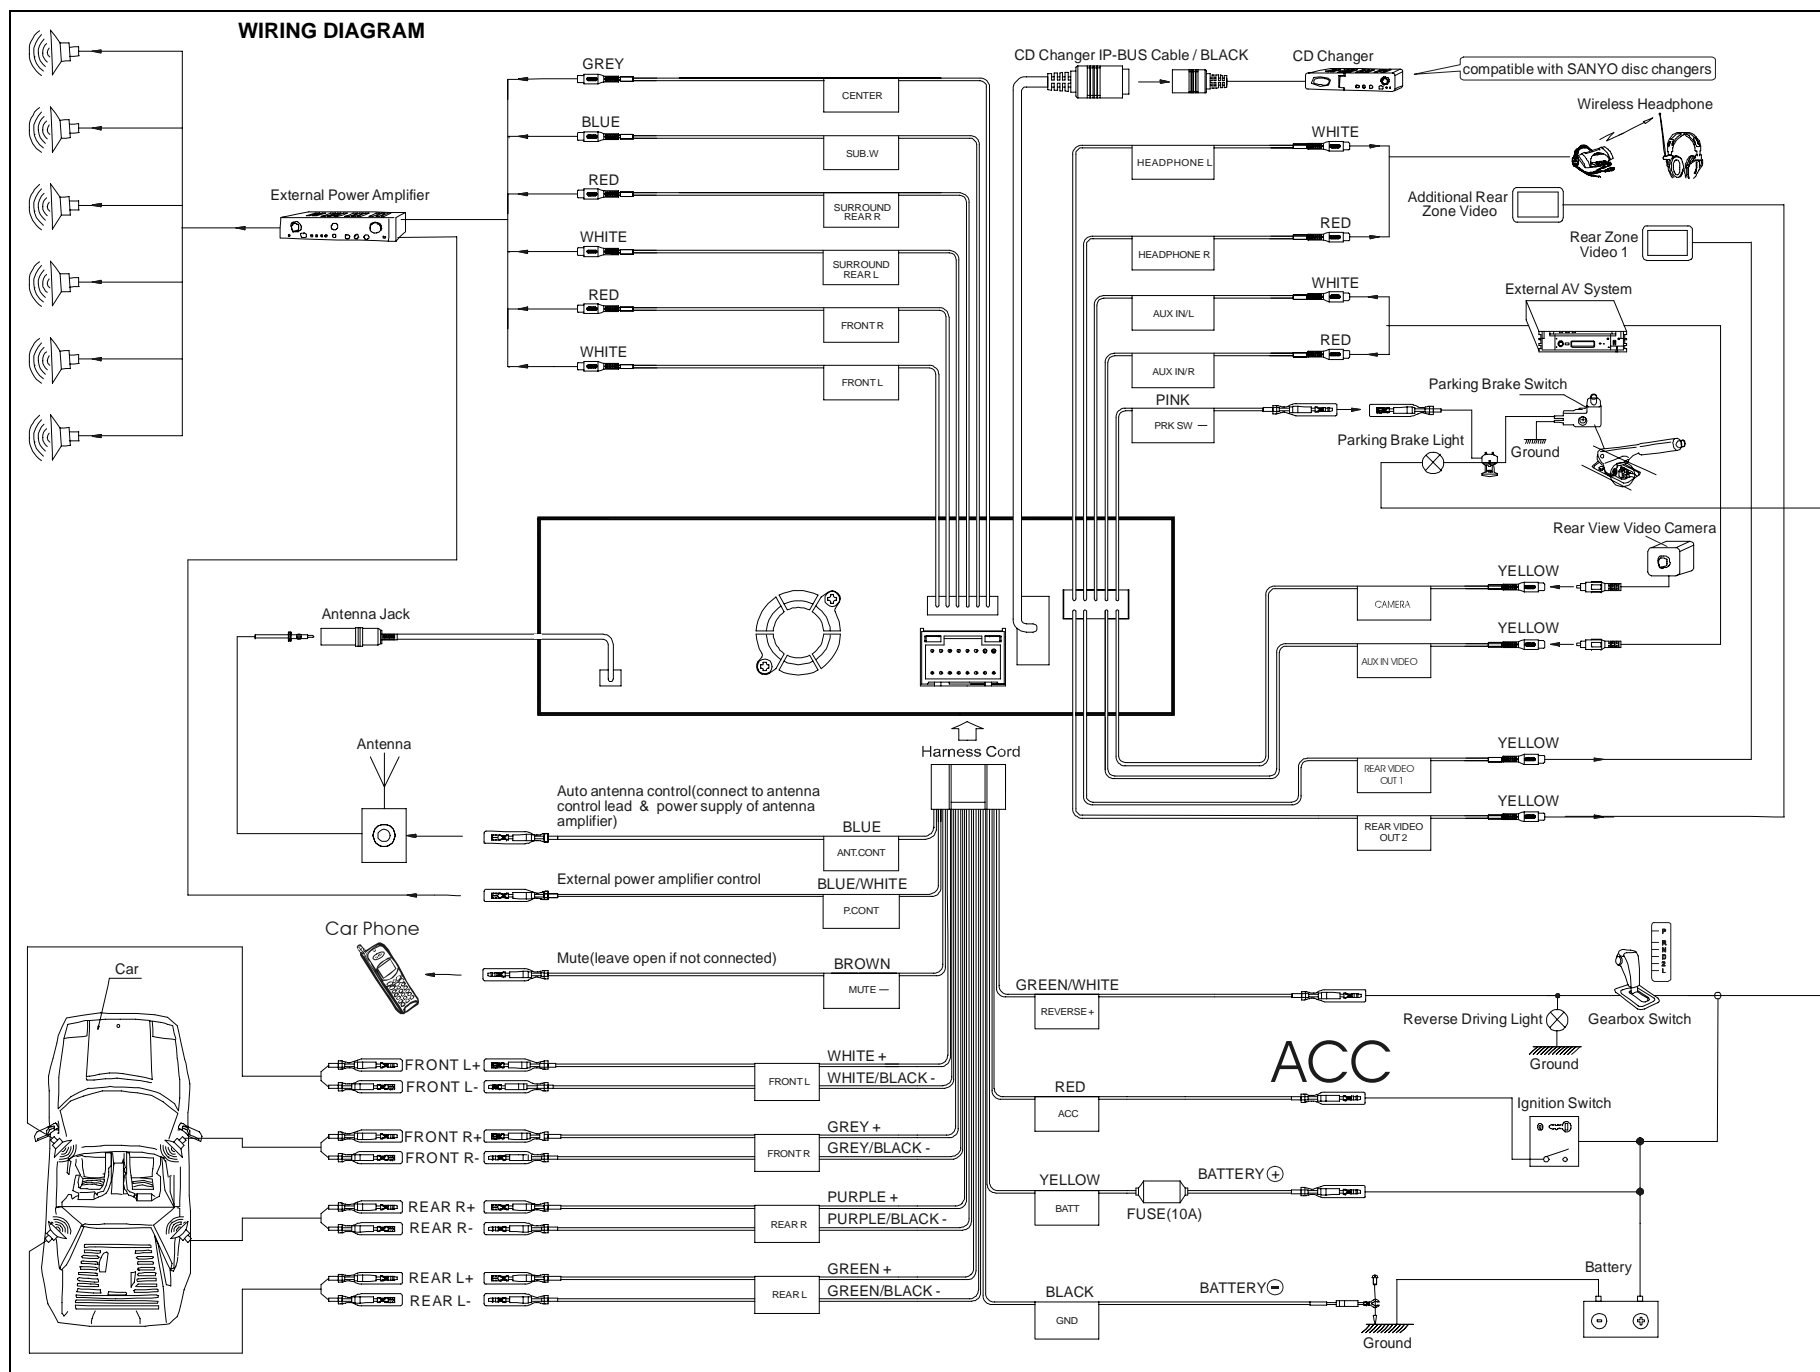 WIRING DIAGRAM
GREY
CENTER
BLUE
SUB.W
RED
SURROUND
REAR R
WHITE
SURROUND
REAR L
RED
FRONT R
WHITE
FRONT L
External Power Amplifier
CD Changer IP-BUS Cable / BLACK
CD Changer
compatible with SANYO disc changers
Wireless Headphone
WHITE
HEADPHONE L
Additional Rear
Zone Video
RED
HEADPHONE R
Rear Zone
Video 1
External AV System
WHITE
AUX IN/L
RED
AUX IN/R
Parking Brake Switch
PINK
PRK SW —
Parking Brake Light
Ground
Rear View Video Camera
YELLOW
CAMERA
YELLOW
AUX IN VIDEO
YELLOW
REAR VIDEO
OUT 1
YELLOW
REAR VIDEO
OUT 2
Antenna Jack
Antenna
Harness Cord
Auto antenna control(connect to antenna
control lead & power supply of antenna
amplifier)
BLUE
ANT.CONT
External power amplifier control
BLUE/WHITE
P.CONT
Car Phone
Mute(leave open if not connected)
BROWN
MUTE —
Car
FRONT L+
WHITE +
FRONT L-
FRONT L
WHITE/BLACK -
FRONT R+
GREY +
FRONT R-
FRONT R
GREY/BLACK -
REAR R+
PURPLE +
REAR R-
REAR R
PURPLE/BLACK -
REAR L+
GREEN +
REAR L-
REAR L
GREEN/BLACK -
GREEN/WHITE
REVERSE +
P
R
N
D
2
L
Reverse Driving Light
Gearbox Switch
Ground
ACC
RED
ACC
Ignition Switch
YELLOW
BATT
FUSE(10A)
BATTERY +
BLACK
GND
BATTERY -
Ground
Battery
- +